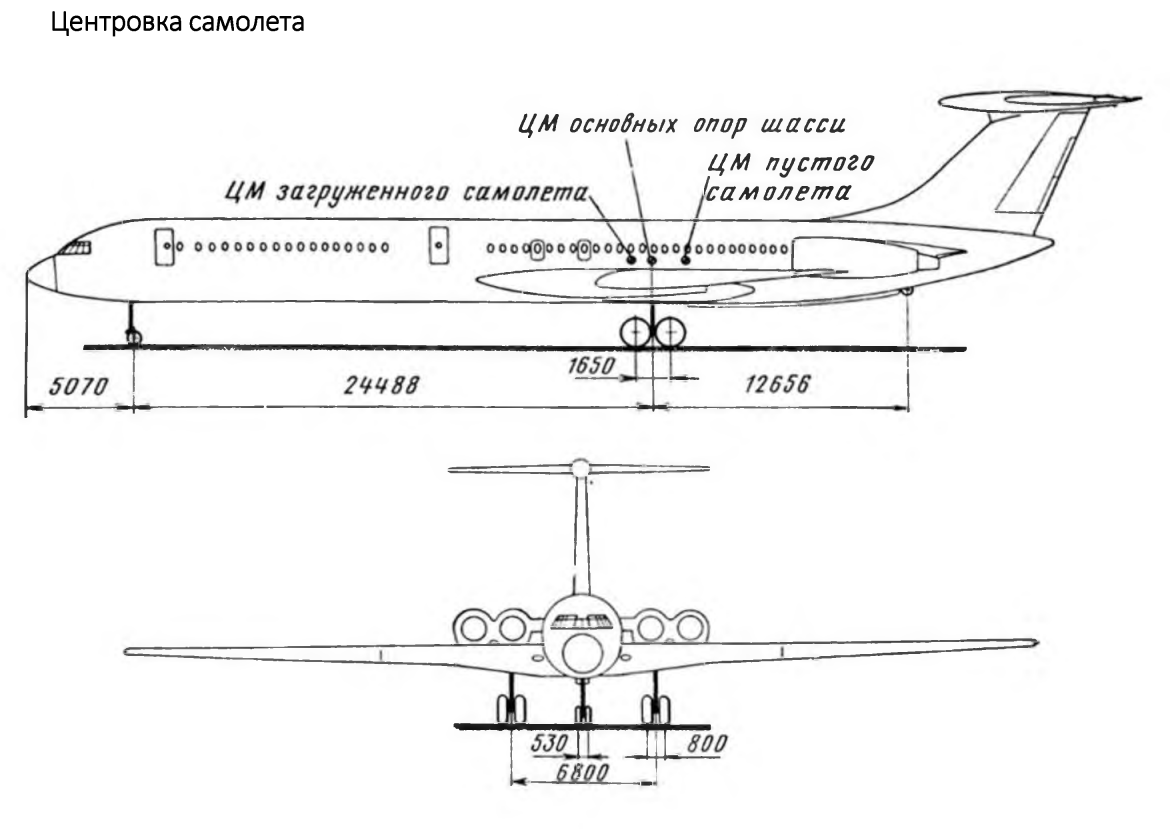 Центровка самолета
ЦМ основных опор шасси
ЦМ пустого
самолета
ЦМ загруженного самолета
1650
5070
24488
12656
530
800
6800